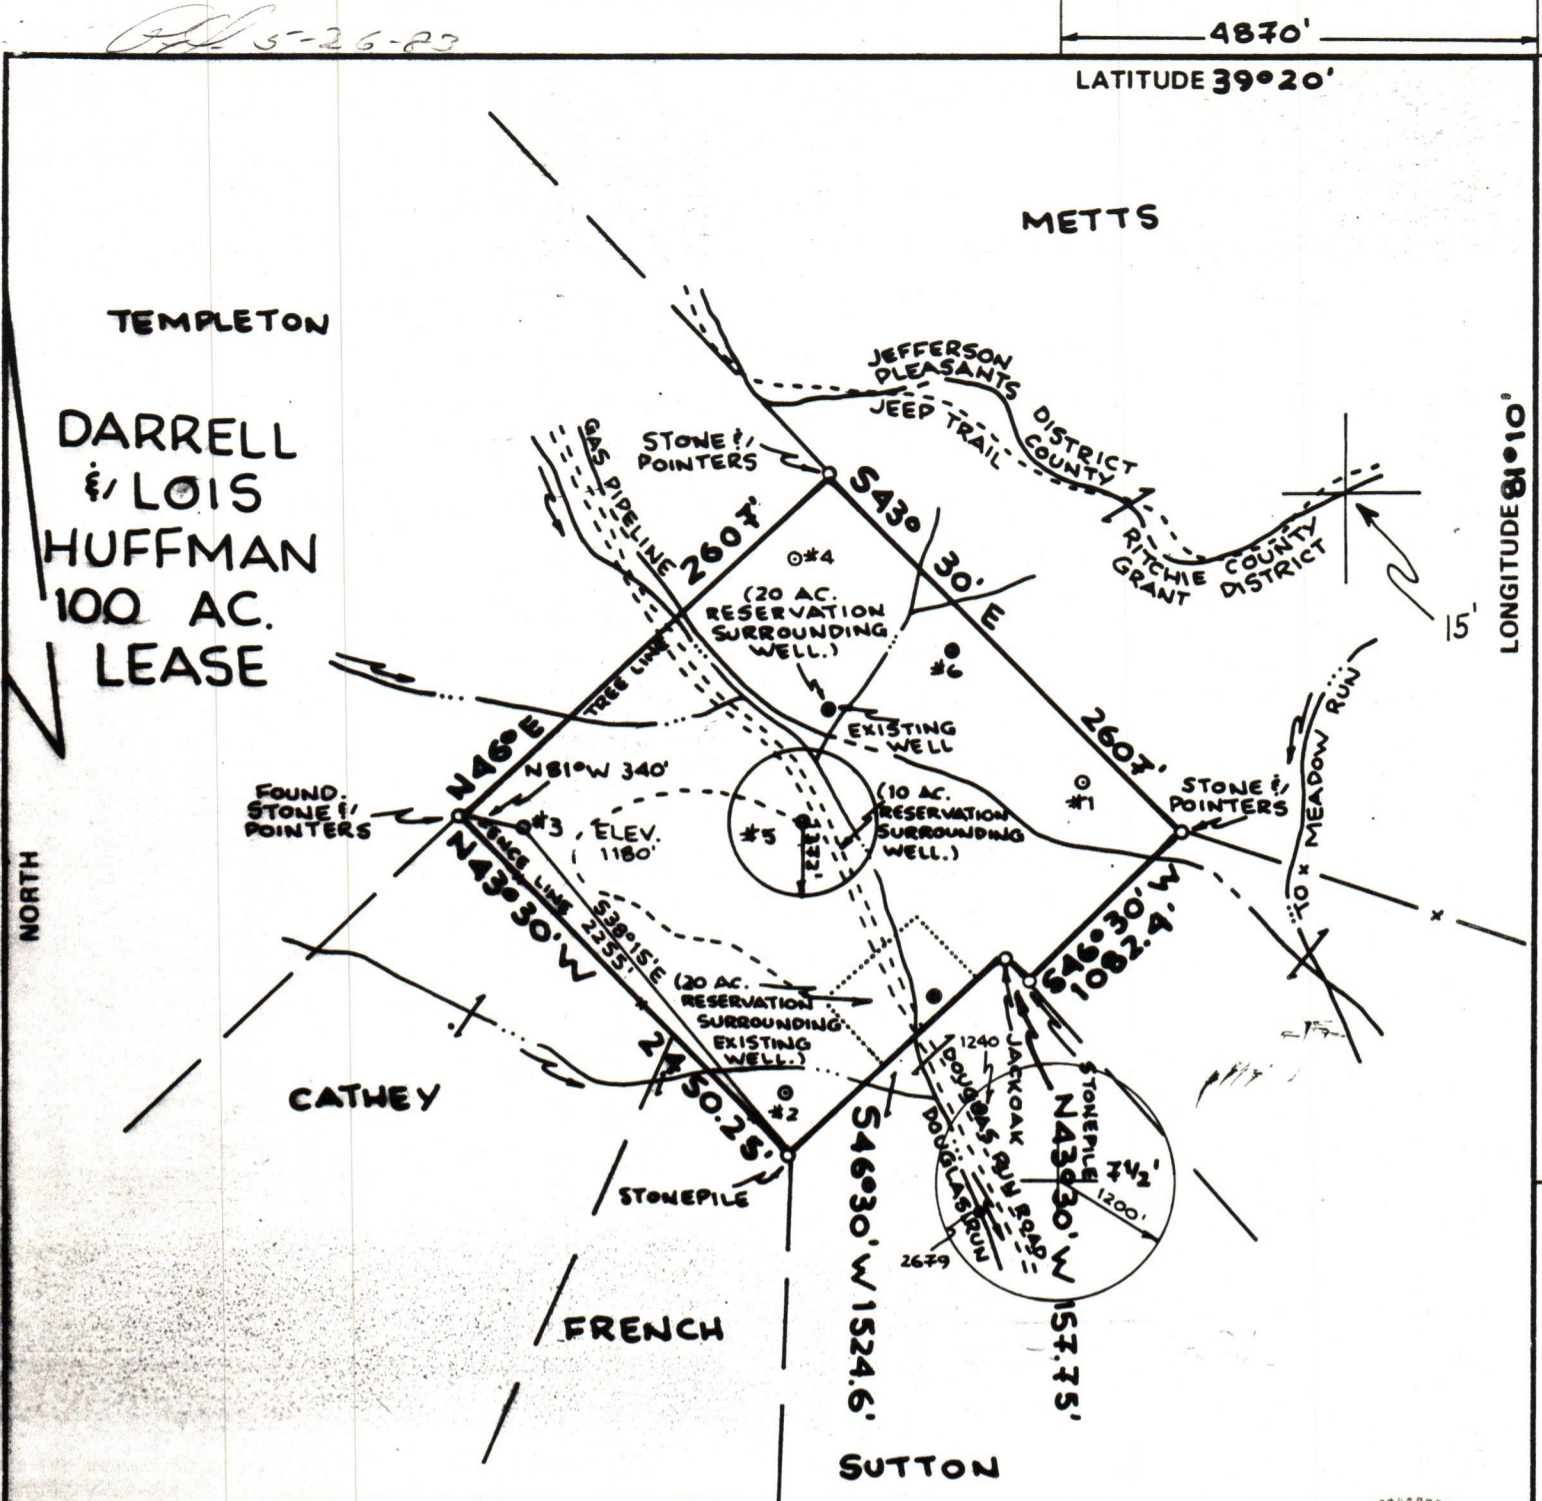 5-26-83
4870'
LATITUDE 39°20'
LONGITUDE 81°10'
METTS
TEMPLETON
DARRELL
& LOIS
HUFFMAN
100 AC.
LEASE
NORTH
JEFFERSON DISTRICT
PLEASANTS COUNTY
JEEP TRAIL
RITCHIE COUNTY
GRANT DISTRICT
15'
STONE &
POINTERS
GAS PIPELINE
2607'
S43° 30' E
#4
(20 AC.
RESERVATION
SURROUNDING
WELL.)
#6
TREE LINE
EXISTING
WELL
2607'
N46°E
N81°W 340'
FOUND
STONE &
POINTERS
#3
ELEV.
1180'
#5
372'
(10 AC.
RESERVATION
SURROUNDING
WELL.)
#1
STONE &
POINTERS
TO MEADOW RUN
FENCE LINE
N43°30'W
2450.25'
S38°15'E
2255'
S46°30'W
1082.4'
(20 AC.
RESERVATION
SURROUNDING
EXISTING
WELL.)
#2
CATHEY
STONEPILE
1240
DOUGLAS RUN ROAD
DOUGLAS RUN
JACKOAK
STONEPILE
7 1/2'
1200'
2679
S46°30'W 1524.6'
N43°30'W 157.75'
FRENCH
SUTTON